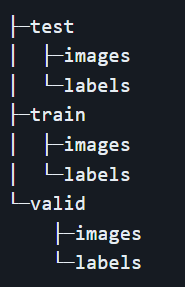 ├─test
│  ├─images
│  └─labels
├─train
│  ├─images
│  └─labels
└─valid
    ├─images
    └─labels